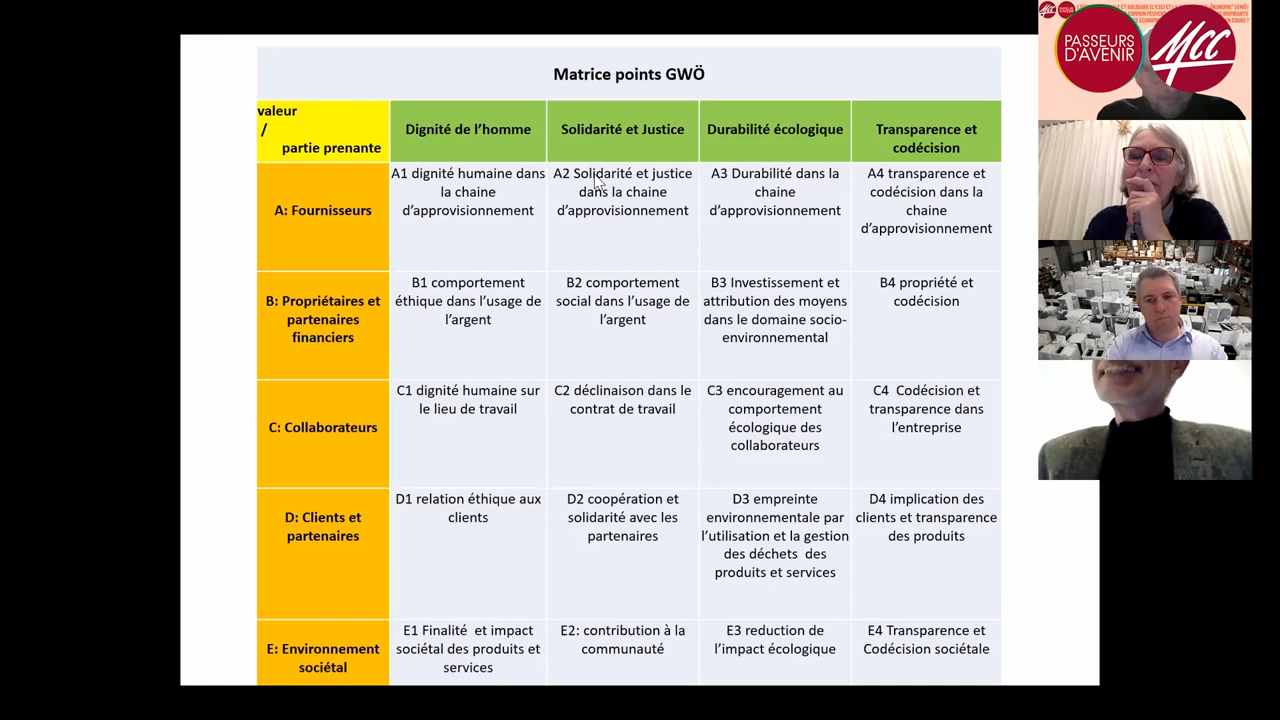 Matrice points GWÖ
valeur
/
partie prenante
Dignité de l'homme
Solidarité et Justice
Durabilité écologique
Transparence et
codécision
A: Fournisseurs
A1 dignité humaine dans
la chaine
d'approvisionnement
A2 Solidarité et justice
dans la chaine
d'approvisionnement
A3 Durabilité dans la
chaine
d'approvisionnement
A4 transparence et
codécision dans la
chaine
d'approvisionnement
B: Propriétaires et
partenaires
financiers
B1 comportement
éthique dans l'usage de
l'argent
B2 comportement
social dans l'usage de
l'argent
B3 Investissement et
attribution des moyens
dans le domaine socio-
environnemental
B4 propriété et
codécision
C: Collaborateurs
C1 dignité humaine sur
le lieu de travail
C2 déclinaison dans le
contrat de travail
C3 encouragement au
comportement
écologique des
collaborateurs
C4  Codécision et
transparence dans
l'entreprise
D: Clients et
partenaires
D1 relation éthique aux
clients
D2 coopération et
solidarité avec les
partenaires
D3 empreinte
environnementale par
l'utilisation et la gestion
des déchets  des
produits et services
D4 implication des
clients et transparence
des produits
E: Environnement
sociétal
E1 Finalité  et impact
sociétal des produits et
services
E2: contribution à la
communauté
E3 reduction de
l'impact écologique
E4 Transparence et
Codécision sociétale
PASSEURS
D'AVENIR
MCC